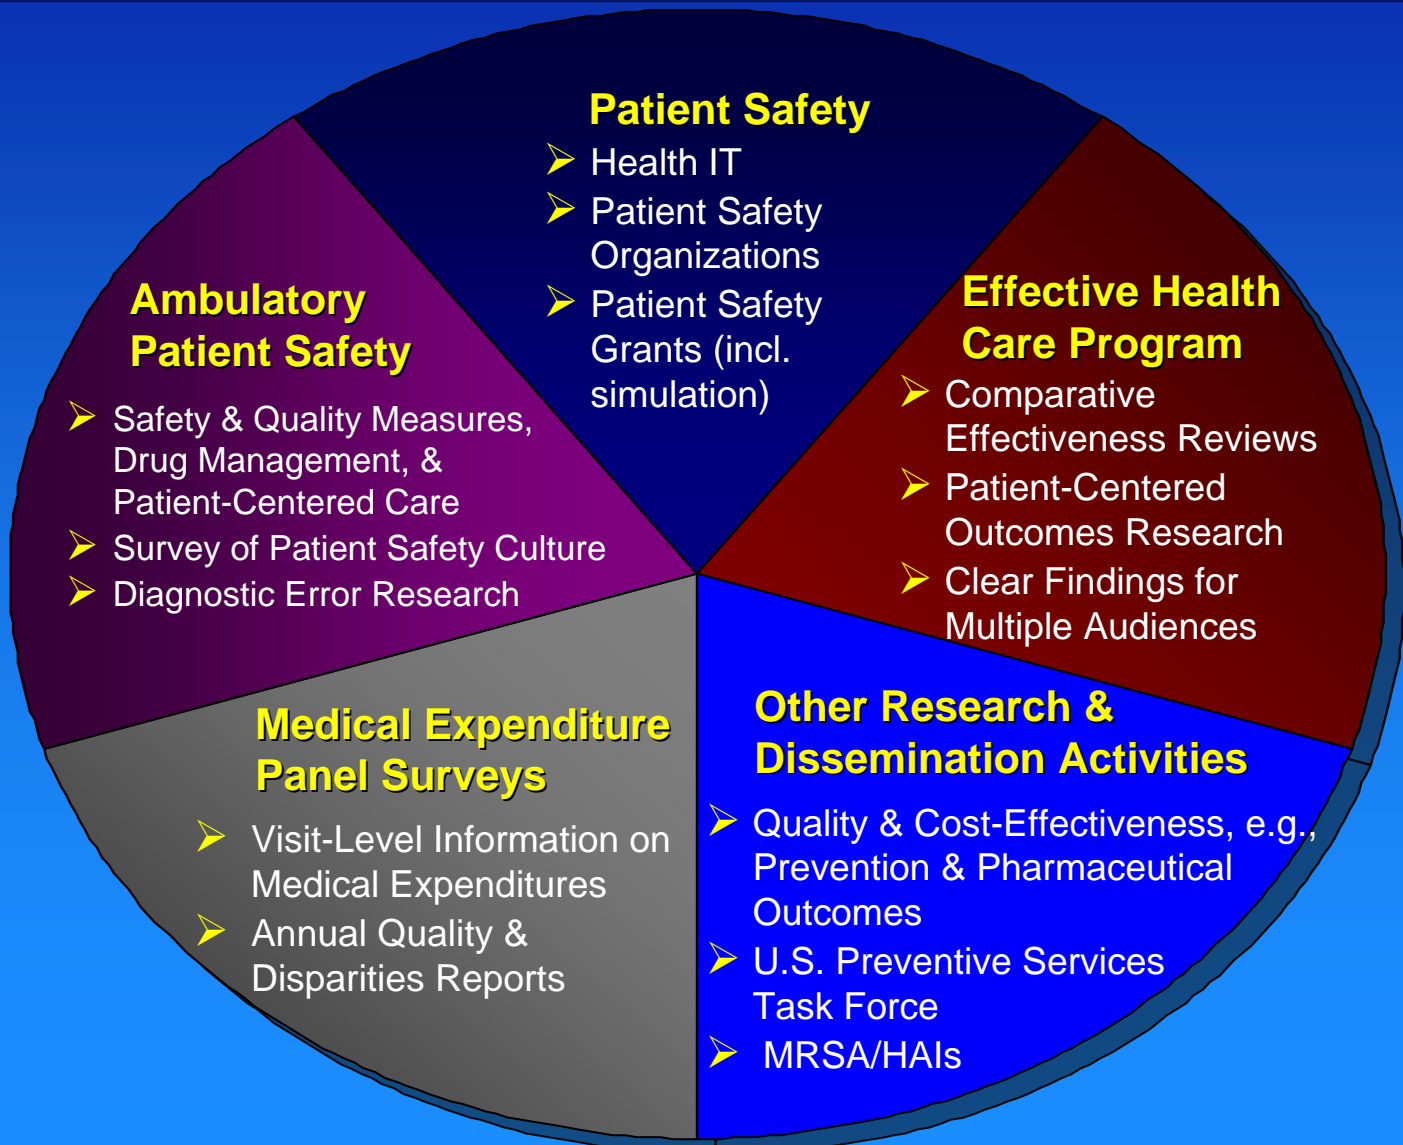 Patient Safety
Health IT
Patient Safety
Organizations
Patient Safety
Grants (incl.
simulation)
Effective Health
Care Program
Comparative
Effectiveness Reviews
Patient-Centered
Outcomes Research
Clear Findings for
Multiple Audiences
Other Research &
Dissemination Activities
Quality & Cost-Effectiveness, e.g.,
Prevention & Pharmaceutical
Outcomes
U.S. Preventive Services
Task Force
MRSA/HAIs
Medical Expenditure
Panel Surveys
Visit-Level Information on
Medical Expenditures
Annual Quality &
Disparities Reports
Ambulatory
Patient Safety
Safety & Quality Measures,
Drug Management, &
Patient-Centered Care
Survey of Patient Safety Culture
Diagnostic Error Research